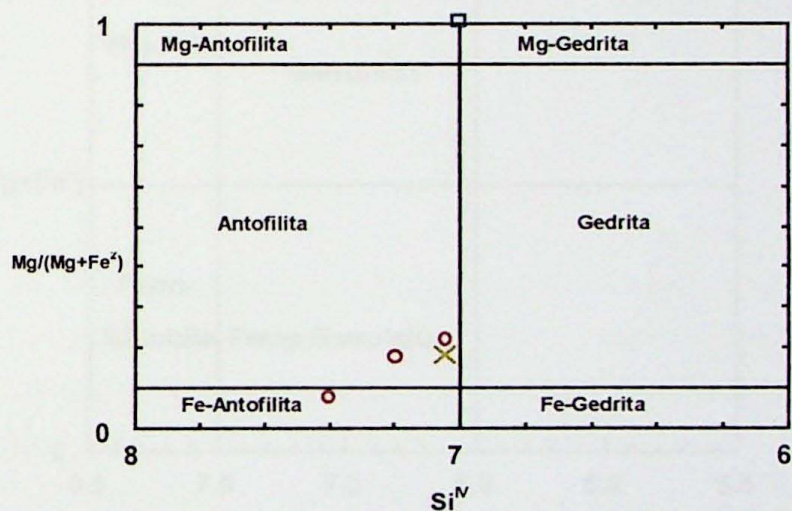 1
Mg-Antofilita Mg-Gedrita
Antofilita Gedrita
Mg/(Mg+Fe²)
Fe-Antofilita Fe-Gedrita
0
8 7 6
Si^IV